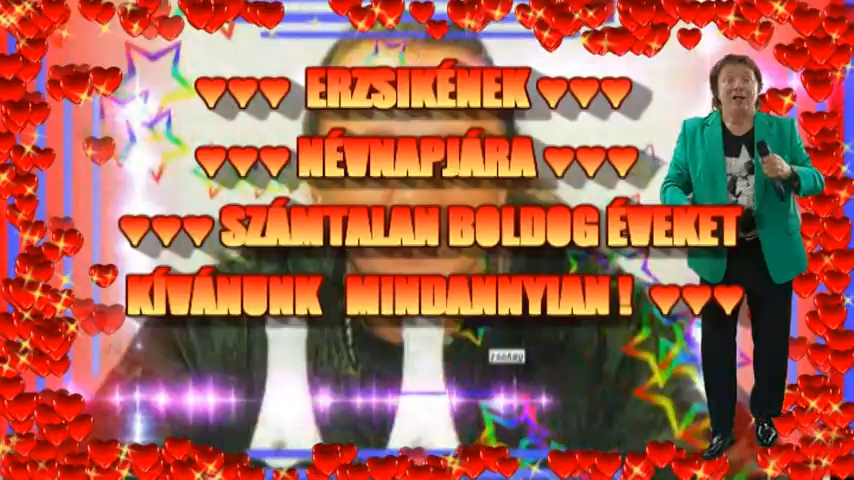 ♥♥♥ ERZSIKÉNEK ♥♥♥
♥♥♥ NÉVNAPJÁRA ♥♥♥
♥♥♥ SZÁMTALAN BOLDOG ÉVEKET
KÍVÁNUNK MINDANNYIAN ! ♥♥♥